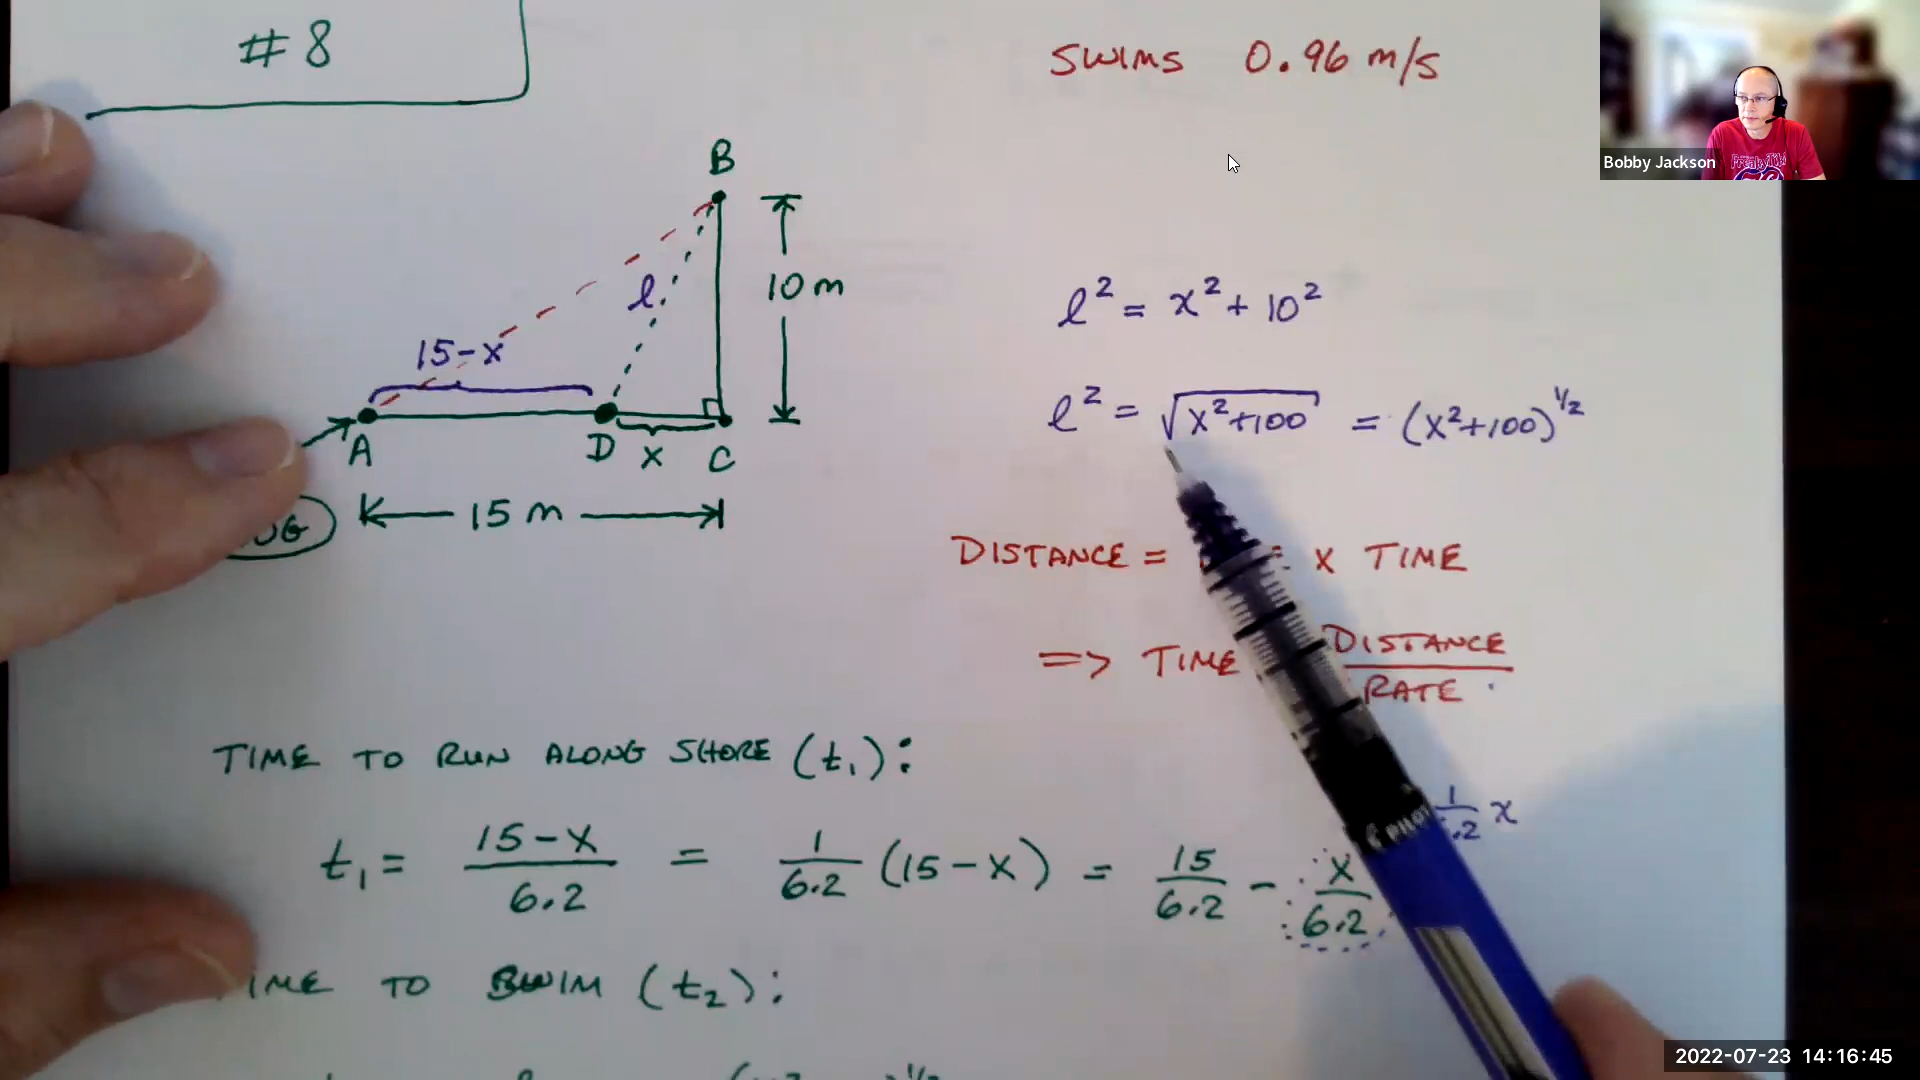 # 8
SWIMS 0.96 m/s
Bobby Jackson
B
l
10 m
15-x
A
D
x
C
15 m
l² = x² + 10²
l² = √x²+100 = (x²+100)^1/2
DISTANCE = x TIME
=> TIME DISTANCE / RATE
TIME TO RUN ALONG SHORE (t₁):
x
t₁ = 15-x / 6.2 = 1 / 6.2 (15-x) = 15 / 6.2 - x / 6.2
TO SWIM (t₂):
2022-07-23 14:16:45